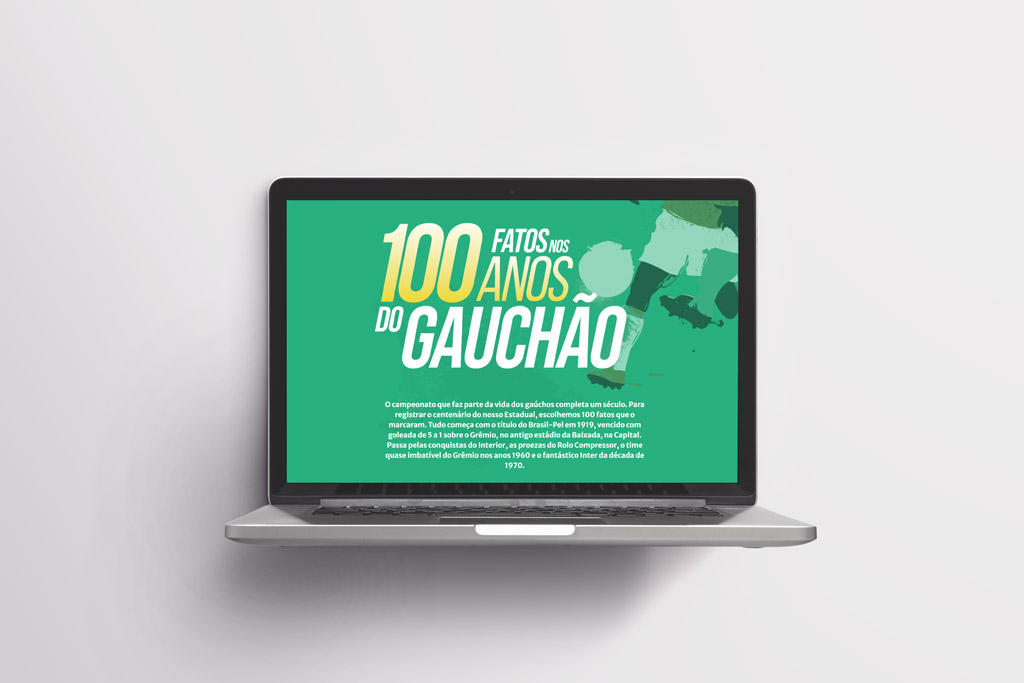 100 FATOS NOS
ANOS
DO GAUCHÃO
O campeonato que faz parte da vida dos gaúchos completa um século. Para
registrar o centenário do nosso Estadual, escolhemos 100 fatos que o
marcaram. Tudo começa com o título do Brasil-Pel em 1919, vencido com
goleada de 5 a 1 sobre o Grêmio, no antigo estádio da Baixada, na Capital.
Passa pelas conquistas do Interior, as proezas do Rolo Compressor, o time
quase imbatível do Grêmio nos anos 1960 e o fantástico Inter da década de
1970.